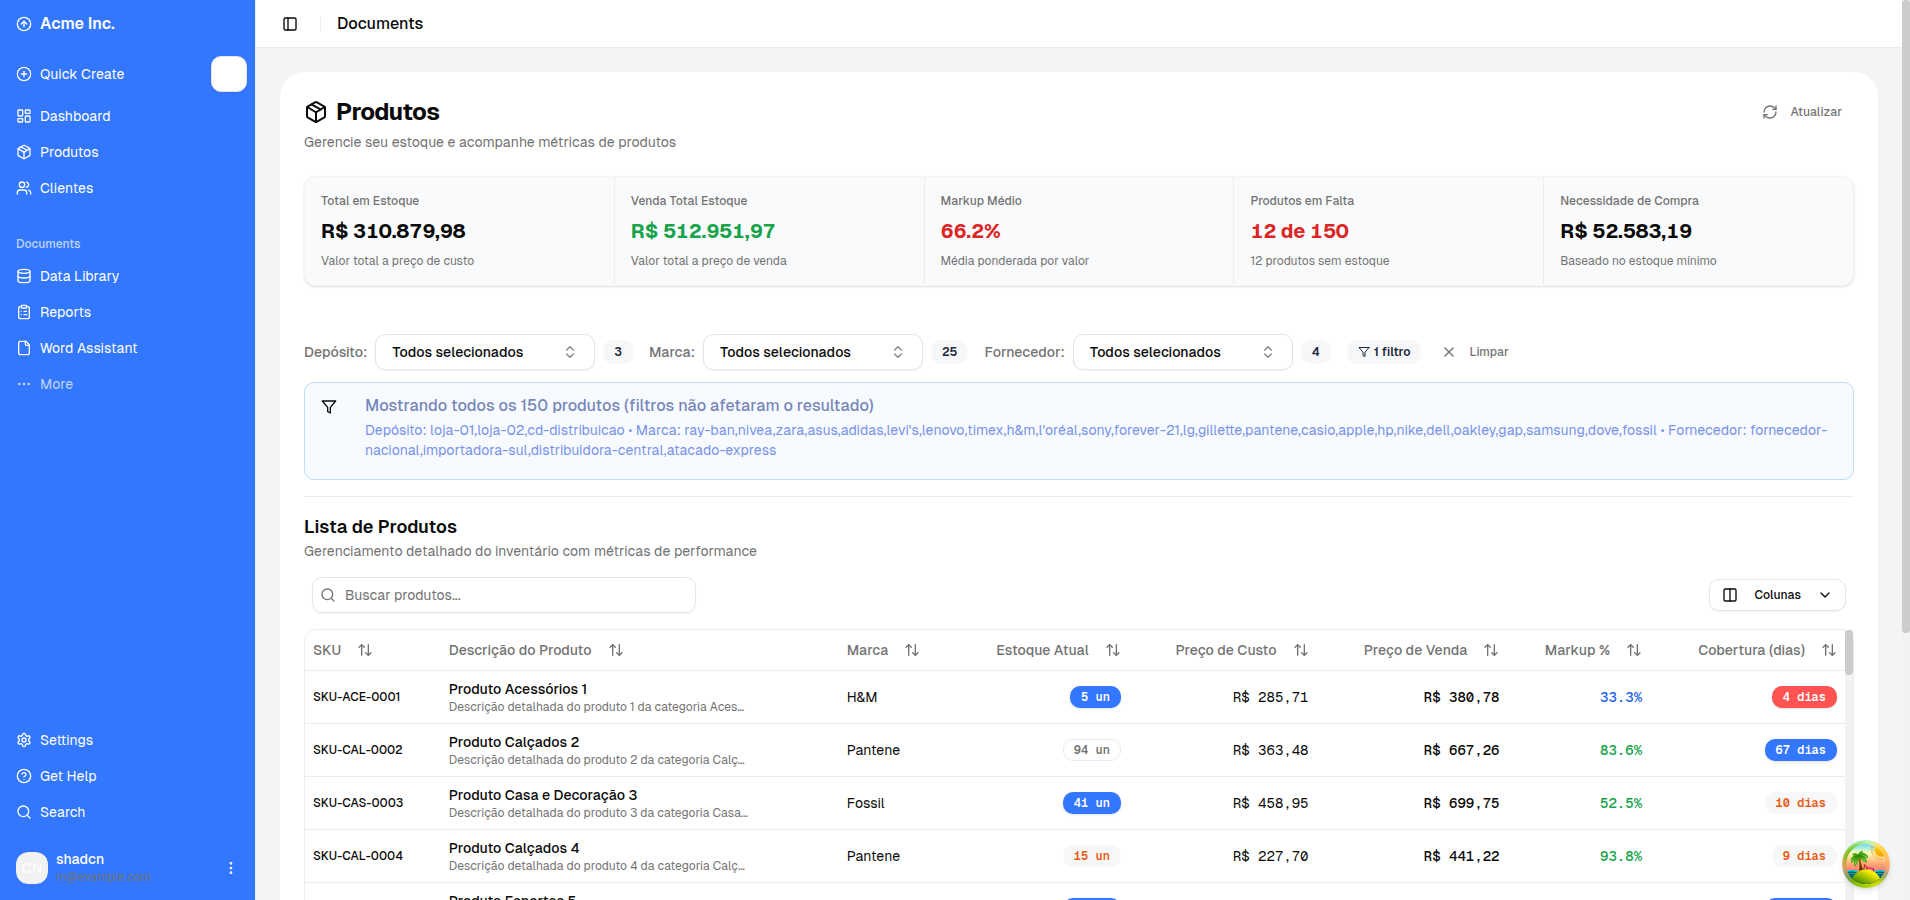 Acme Inc.
Quick Create
Dashboard
Produtos
Clientes
Documents
Data Library
Reports
Word Assistant
More
Settings
Get Help
Search
CN
shadcn
m@example.com
Documents
Produtos
Atualizar
Gerencie seu estoque e acompanhe métricas de produtos
Total em Estoque
R$ 310.879,98
Valor total a preço de custo
Venda Total Estoque
R$ 512.951,97
Valor total a preço de venda
Markup Médio
66.2%
Média ponderada por valor
Produtos em Falta
12 de 150
12 produtos sem estoque
Necessidade de Compra
R$ 52.583,19
Baseado no estoque mínimo
Depósito: Todos selecionados 3 Marca: Todos selecionados 25 Fornecedor: Todos selecionados 4 1 filtro Limpar
Mostrando todos os 150 produtos (filtros não afetaram o resultado)
Depósito: loja-01,loja-02,cd-distribuicao • Marca: ray-ban,nivea,zara,asus,adidas,levi's,lenovo,timex,h&m,l'oréal,sony,forever-21,lg,gillette,pantene,casio,apple,hp,nike,dell,oakley,gap,samsung,dove,fossil • Fornecedor: fornecedor-
nacional,importadora-sul,distribuidora-central,atacado-express
Lista de Produtos
Gerenciamento detalhado do inventário com métricas de performance
Buscar produtos...
Colunas
SKU Descrição do Produto Marca Estoque Atual Preço de Custo Preço de Venda Markup % Cobertura (dias)
SKU-ACE-0001 Produto Acessórios 1 H&M 5 un R$ 285,71 R$ 380,78 33.3% 4 dias
Descrição detalhada do produto 1 da categoria Aces...
SKU-CAL-0002 Produto Calçados 2 Pantene 94 un R$ 363,48 R$ 667,26 83.6% 67 dias
Descrição detalhada do produto 2 da categoria Calç...
SKU-CAS-0003 Produto Casa e Decoração 3 Fossil 41 un R$ 458,95 R$ 699,75 52.5% 10 dias
Descrição detalhada do produto 3 da categoria Casa...
SKU-CAL-0004 Produto Calçados 4 Pantene 15 un R$ 227,70 R$ 441,22 93.8% 9 dias
Descrição detalhada do produto 4 da categoria Calç...
Produto Esportes 5